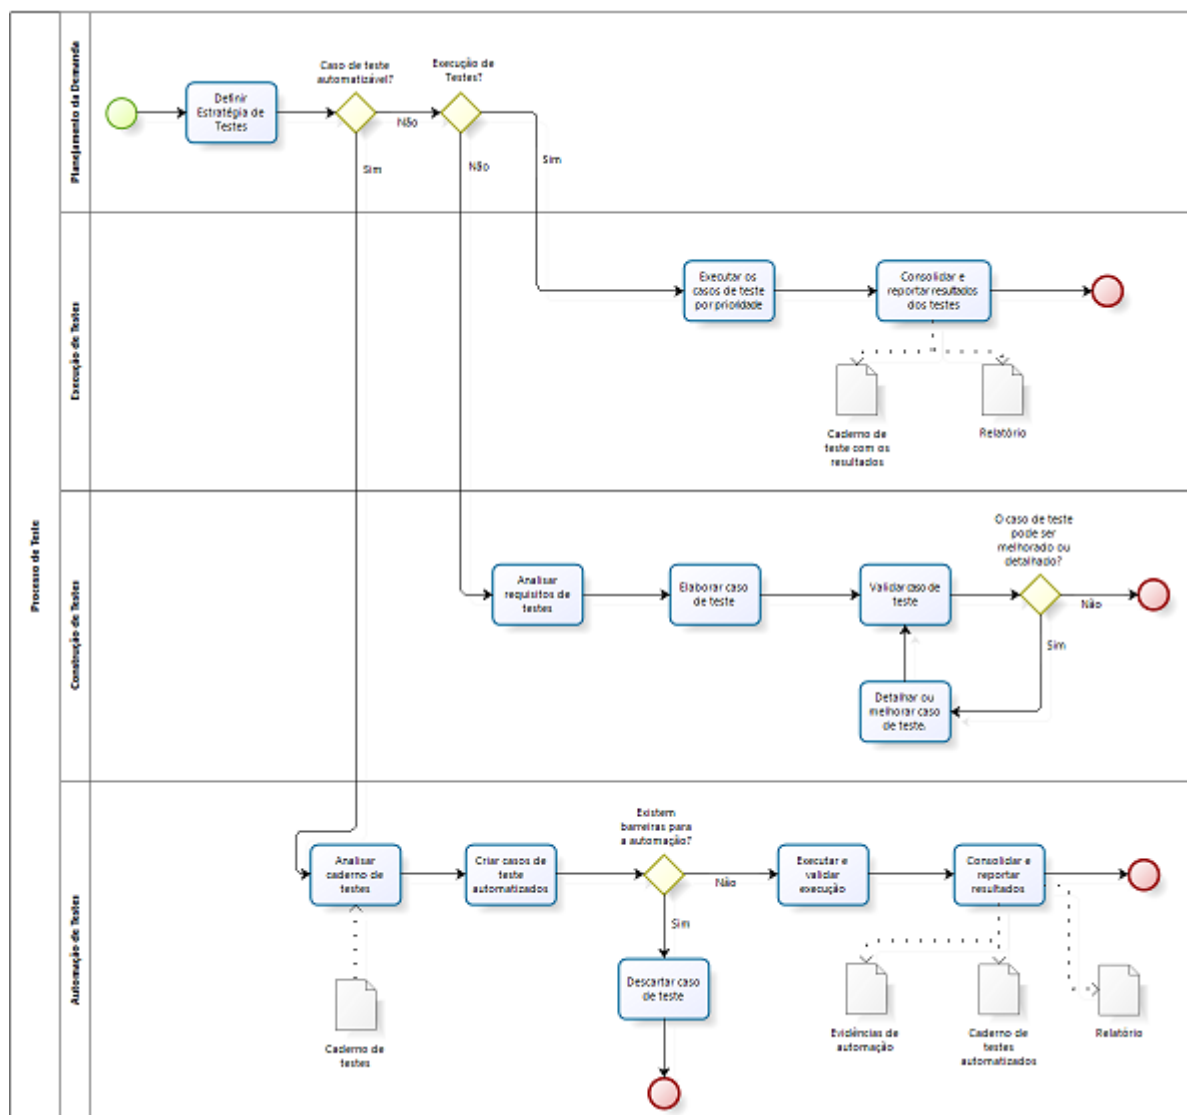 Processo de Teste
Planejamento da Demanda
Definir
Estratégia de
Testes
Caso de teste
automatizável?
Não
Sim
Execução de
Testes?
Não
Sim
Execução de Testes
Executar os
casos de teste
por prioridade
Consolidar e
reportar resultados
dos testes
Caderno de
teste com os
resultados
Relatório
Construção de Testes
Analisar
requisitos de
testes
Elaborar caso
de teste
Validar caso de
teste
O caso de teste
pode ser
melhorado ou
detalhado?
Não
Sim
Detalhar ou
melhorar caso
de teste.
Automação de Testes
Analisar
caderno de
testes
Caderno de
testes
Criar casos de
teste
automatizados
Existem
barreiras para
a automação?
Não
Sim
Descartar caso
de teste
Executar e
validar
execução
Consolidar e
reportar
resultados
Evidências de
automação
Caderno de
testes
automatizados
Relatório